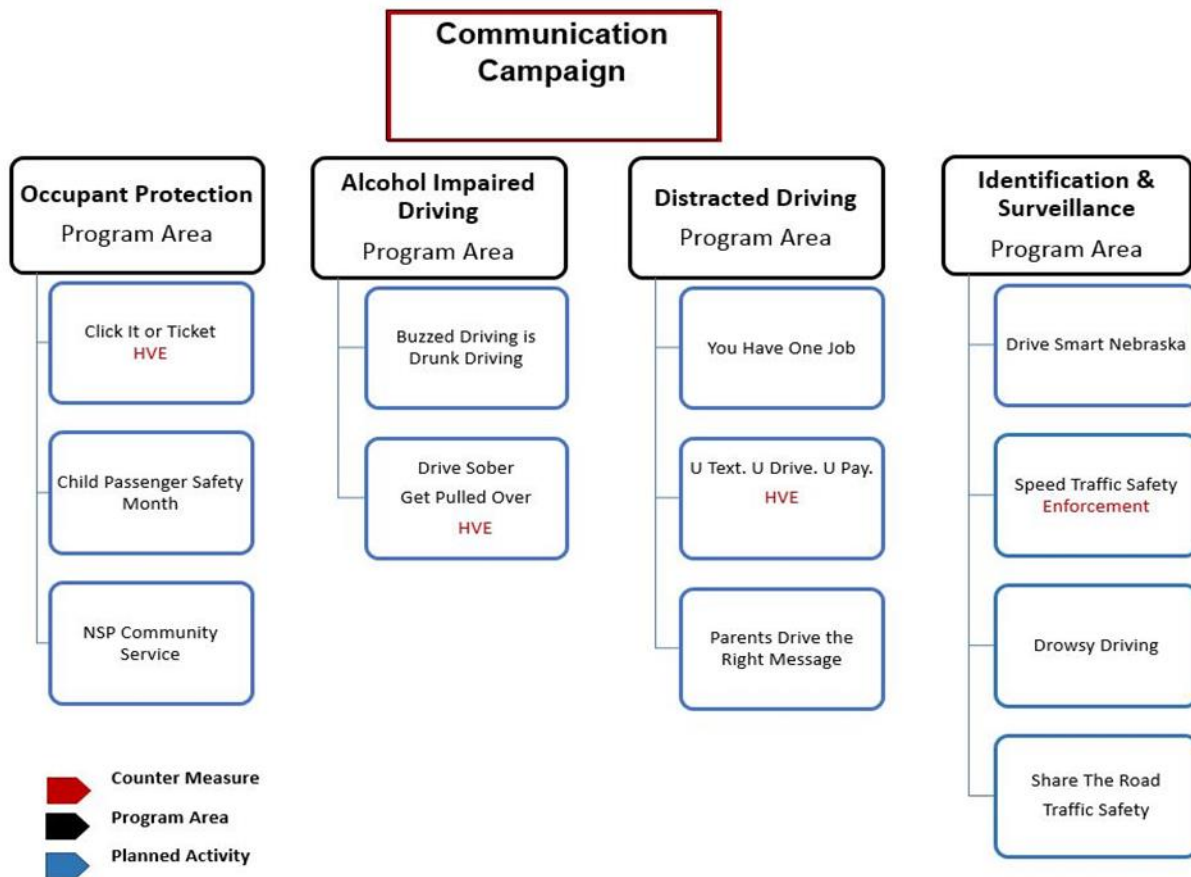 Communication
Campaign
Occupant Protection
Program Area
Click It or Ticket
HVE
Child Passenger Safety
Month
NSP Community
Service
Alcohol Impaired
Driving
Program Area
Buzzed Driving is
Drunk Driving
Drive Sober
Get Pulled Over
HVE
Distracted Driving
Program Area
You Have One Job
U Text. U Drive. U Pay.
HVE
Parents Drive the
Right Message
Identification &
Surveillance
Program Area
Drive Smart Nebraska
Speed Traffic Safety
Enforcement
Drowsy Driving
Share The Road
Traffic Safety
Counter Measure
Program Area
Planned Activity